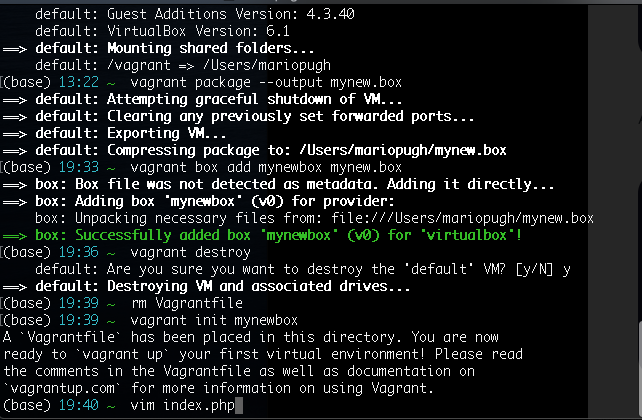 default: Guest Additions Version: 4.3.40
default: VirtualBox Version: 6.1
==> default: Mounting shared folders...
default: /vagrant => /Users/mariopugh
(base) 13:22 ~ vagrant package --output mynew.box
==> default: Attempting graceful shutdown of VM...
==> default: Clearing any previously set forwarded ports...
==> default: Exporting VM...
==> default: Compressing package to: /Users/mariopugh/mynew.box
[(base) 19:33 ~ vagrant box add mynewbox mynew.box
==> box: Box file was not detected as metadata. Adding it directly...
==> box: Adding box 'mynewbox' (v0) for provider:
box: Unpacking necessary files from: file:///Users/mariopugh/mynew.box
==> box: Successfully added box 'mynewbox' (v0) for 'virtualbox'!
[(base) 19:36 ~ vagrant destroy
default: Are you sure you want to destroy the 'default' VM? [y/N] y
==> default: Destroying VM and associated drives...
[(base) 19:39 ~ rm Vagrantfile
[(base) 19:39 ~ vagrant init mynewbox
A `Vagrantfile` has been placed in this directory. You are now
ready to `vagrant up` your first virtual environment! Please read
the comments in the Vagrantfile as well as documentation on
`vagrantup.com` for more information on using Vagrant.
(base) 19:40 ~ vim index.php